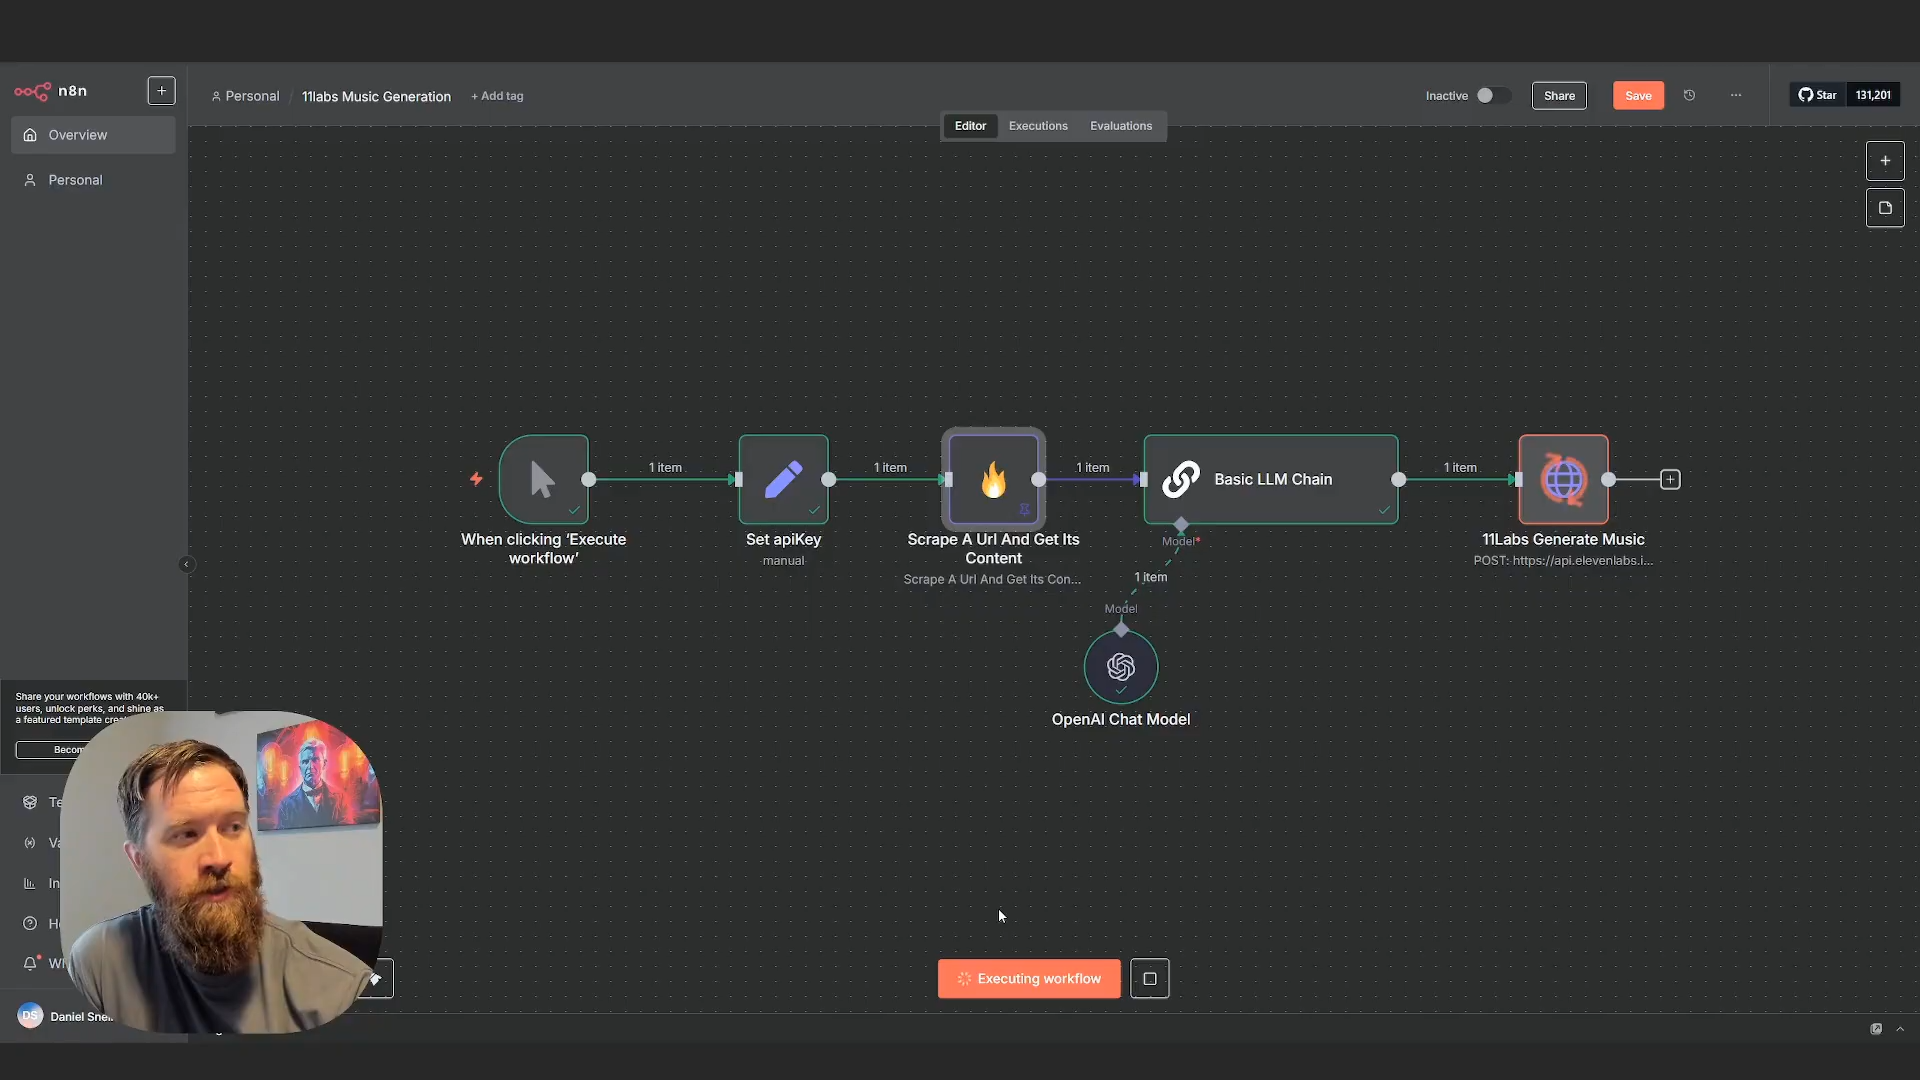 n8n
Personal / 11labs Music Generation + Add tag
Inactive
Share
Save
Star 131,201
Editor Executions Evaluations
Overview
Personal
1 item
1 item
1 item
Basic LLM Chain
1 item
When clicking ‘Execute
workflow’
Set apiKey
manual
Scrape A Url And Get Its
Content
Scrape A Url And Get Its Con...
Model*
1 item
Model
OpenAI Chat Model
11Labs Generate Music
POST: https://api.elevenlabs.i...
Share your workflows with 40k+
users, unlock perks, and shine as
a featured template
Executing workflow
DS Daniel